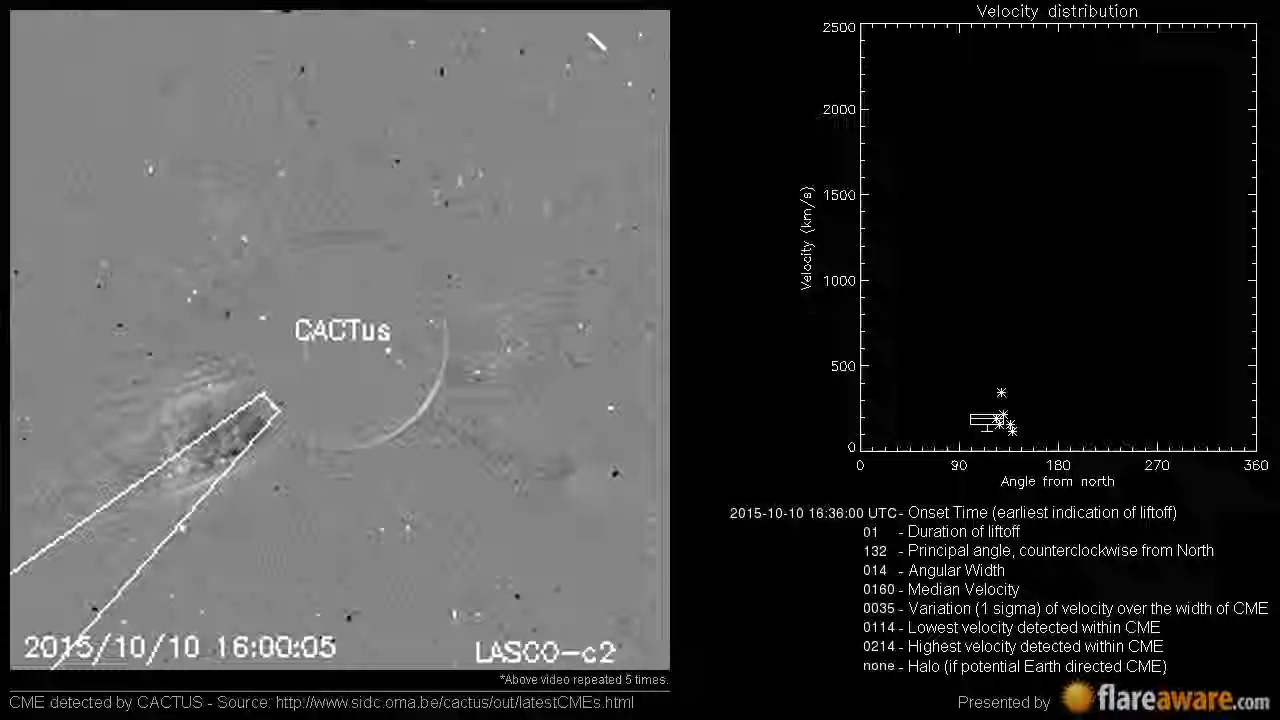 CACTus
2015/10/10 16:00:05
LASCO-c2
*Above video repeated 5 times.
CME detected by CACTUS - Source: http://www.sidc.oma.be/cactus/out/latestCMEs.html
Velocity distribution
Velocity (km/s)
2500
2000
1500
1000
500
0
0 90 180 270 360
Angle from north
2015-10-10 16:36:00 UTC - Onset Time (earliest indication of liftoff)
01 - Duration of liftoff
132 - Principal angle, counterclockwise from North
014 - Angular Width
0160 - Median Velocity
0035 - Variation (1 sigma) of velocity over the width of CME
0114 - Lowest velocity detected within CME
0214 - Highest velocity detected within CME
none - Halo (if potential Earth directed CME)
Presented by flareaware.com